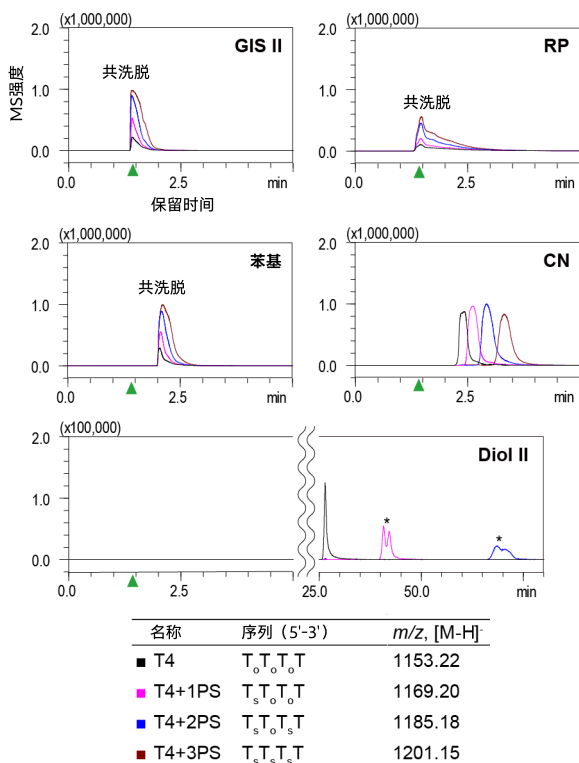 (x1,000,000)
2.0
GIS II
共洗脱
MS强度
1.0
0.0
0.0
2.5
min
保留时间
(x1,000,000)
2.0
RP
共洗脱
1.0
0.0
0.0
2.5
min
(x1,000,000)
2.0
苯基
共洗脱
1.0
0.0
0.0
2.5
min
(x1,000,000)
2.0
CN
1.0
0.0
0.0
2.5
min
(x100,000)
2.0
Diol II
1.0
*
*
0.0
0.0
2.5
25.0
50.0
min
名称 序列（5'-3'） m/z, [M-H]-
T4 ToToToT 1153.22
T4+1PS TsToToT 1169.20
T4+2PS TsToTsT 1185.18
T4+3PS TsTsTsT 1201.15